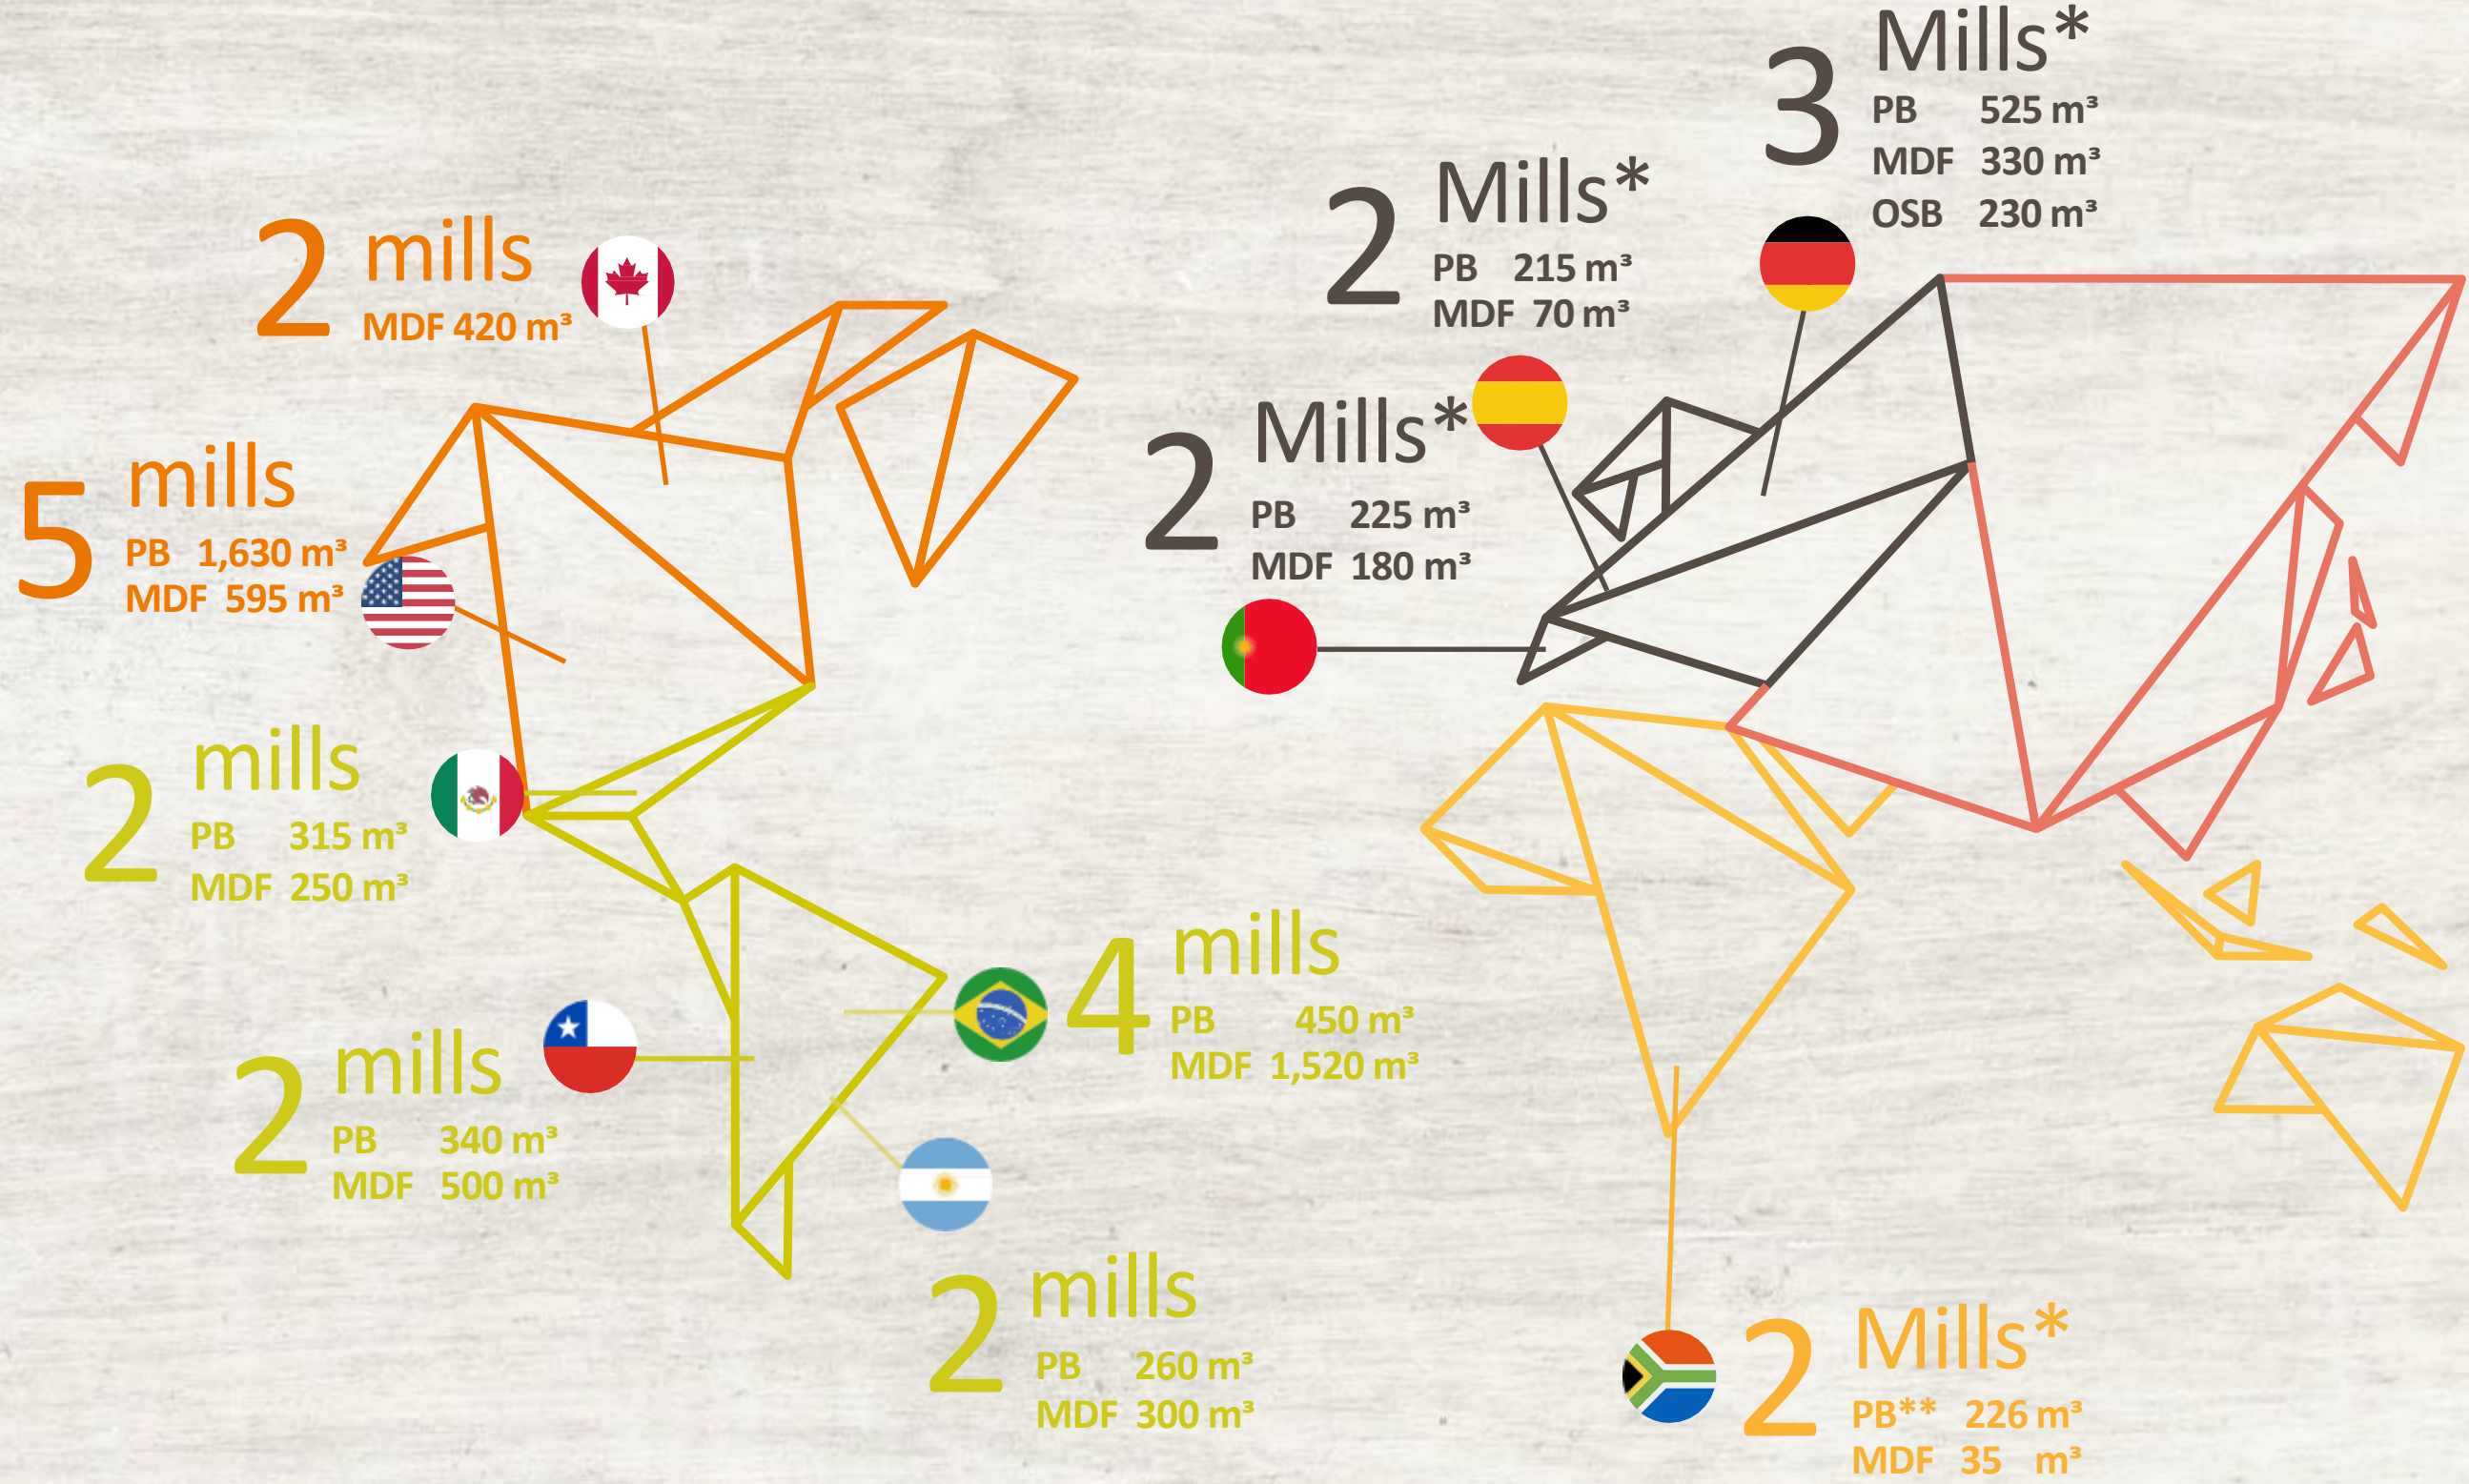 2 mills
MDF 420 m³
5 mills
PB 1,630 m³
MDF 595 m³
2 mills
PB 315 m³
MDF 250 m³
2 mills
PB 340 m³
MDF 500 m³
4 mills
PB 450 m³
MDF 1,520 m³
2 mills
PB 260 m³
MDF 300 m³
3 Mills*
PB 525 m³
MDF 330 m³
OSB 230 m³
2 Mills*
PB 215 m³
MDF 70 m³
2 Mills*
PB 225 m³
MDF 180 m³
2 Mills*
PB** 226 m³
MDF 35 m³